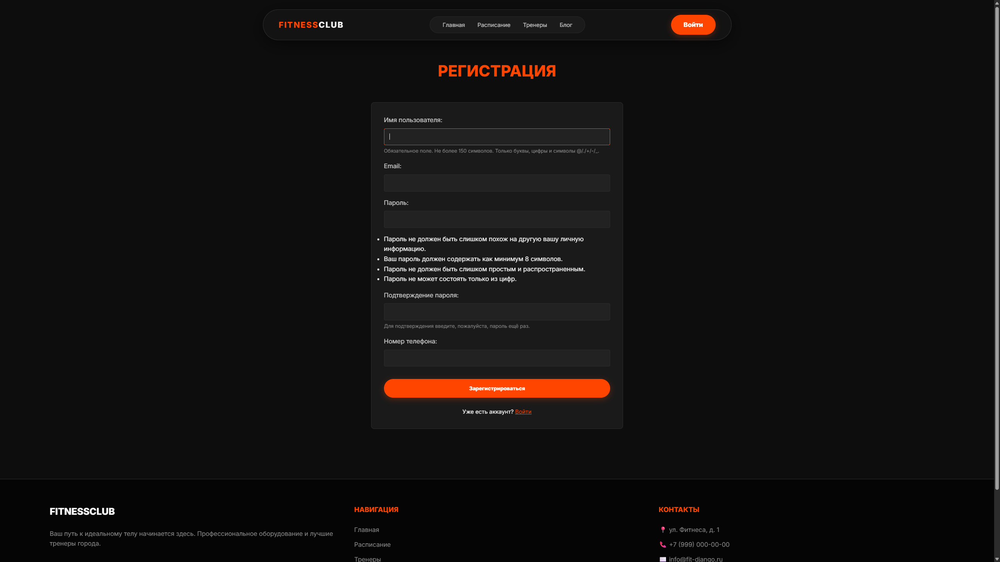 FITNESSCLUB
Главная
Расписание
Тренеры
Блог
Войти
РЕГИСТРАЦИЯ
Имя пользователя:
Обязательное поле. Не более 150 символов. Только буквы, цифры и символы @/./+/-/_.
Email:
Пароль:
Пароль не должен быть слишком похож на другую вашу личную
информацию.
Ваш пароль должен содержать как минимум 8 символов.
Пароль не должен быть слишком простым и распространенным.
Пароль не может состоять только из цифр.
Подтверждение пароля:
Для подтверждения введите, пожалуйста, пароль ещё раз.
Номер телефона:
Зарегистрироваться
Уже есть аккаунт? Войти
FITNESSCLUB
Ваш путь к идеальному телу начинается здесь. Профессиональное оборудование и лучшие
тренеры города.
НАВИГАЦИЯ
Главная
Расписание
Тренеры
КОНТАКТЫ
📍 ул. Фитнеса, д. 1
📞 +7 (999) 000-00-00
✉️ info@fit-django.ru